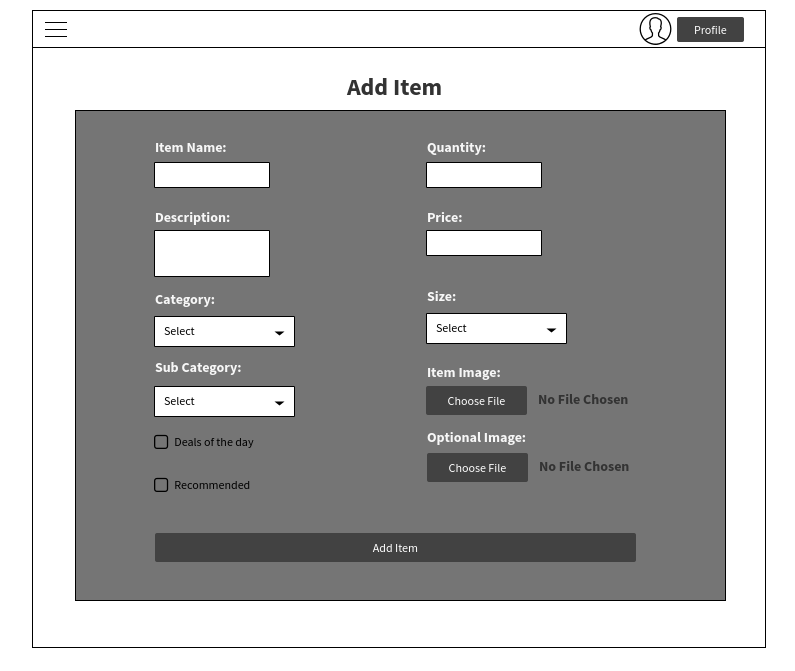 Profile
Add Item
Item Name:
Quantity:
Description:
Price:
Category:
Size:
Select
Select
Sub Category:
Item Image:
Select
Choose File
No File Chosen
Deals of the day
Optional Image:
Choose File
No File Chosen
Recommended
Add Item